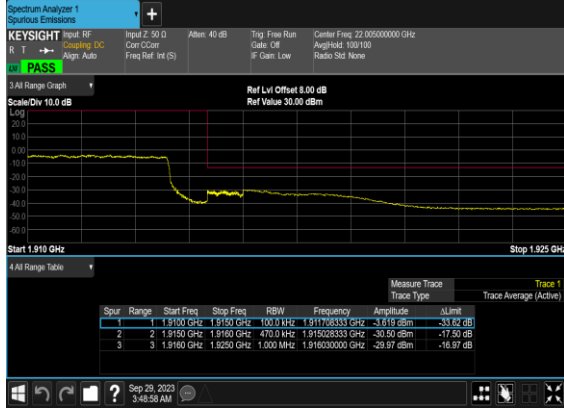 Spectrum Analyzer 1
Spurious Emissions
+
KEYSIGHT Input: RF Input Z: 50 Ω Atten: 40 dB Trig: Free Run Center Freq: 22.005000000 GHz
R T Coupling: DC Corr CCorr Gate: Off Avg|Hold: 100/100
Align: Auto Freq Ref: Int (S) IF Gain: Low Radio Std: None
PASS
3 All Range Graph
Ref Lvl Offset 8.00 dB
Scale/Div 10.0 dB Ref Value 30.00 dBm
Log
20.0
10.0
0.00
-10.0
-20.0
-30.0
-40.0
-50.0
-60.0
Start 1.910 GHz Stop 1.925 GHz
4 All Range Table
Measure Trace Trace 1
Trace Type Trace Average (Active)
Spur Range Start Freq Stop Freq RBW Frequency Amplitude ΔLimit
1 1 1.9100 GHz 1.9150 GHz 100.0 kHz 1.911708333 GHz -3.619 dBm -33.62 dB
2 2 1.9150 GHz 1.9160 GHz 470.0 kHz 1.915028333 GHz -30.50 dBm -17.50 dB
3 3 1.9160 GHz 1.9250 GHz 1.000 MHz 1.916030000 GHz -29.97 dBm -16.97 dB
? Sep 29, 2023
3:48:58 AM